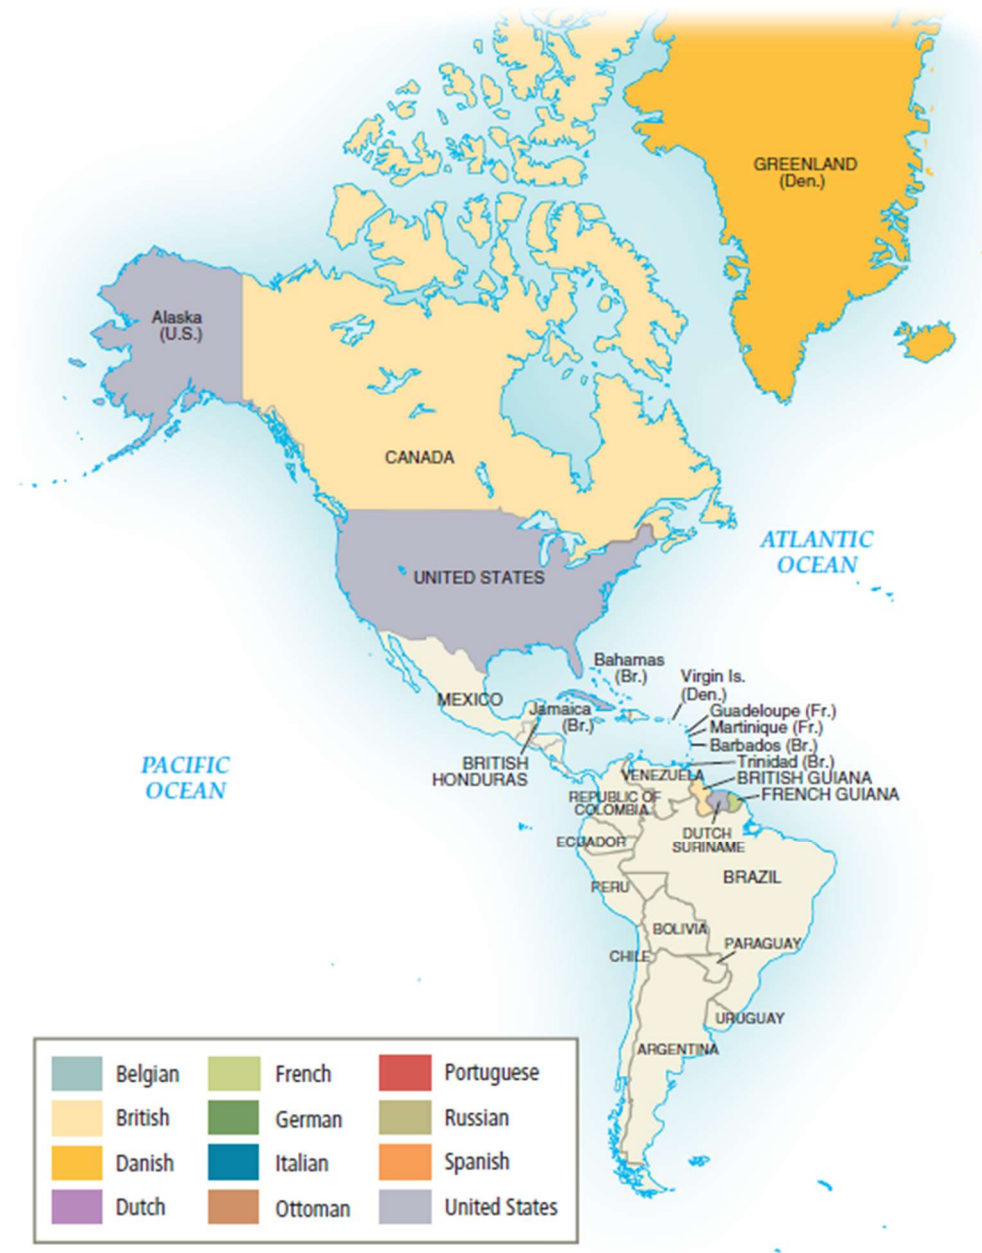 GREENLAND
(Den.)
Alaska
(U.S.)
CANADA
ATLANTIC
OCEAN
UNITED STATES
Bahamas
(Br.)
Virgin Is.
(Den.)
MEXICO
Jamaica
(Br.)
Guadeloupe (Fr.)
Martinique (Fr.)
Barbados (Br.)
Trinidad (Br.)
BRITISH
HONDURAS
PACIFIC
OCEAN
VENEZUELA
BRITISH GUIANA
FRENCH GUIANA
REPUBLIC OF
COLOMBIA
DUTCH
SURINAME
ECUADOR
BRAZIL
PERU
BOLIVIA
PARAGUAY
CHILE
URUGUAY
ARGENTINA
Belgian
British
Danish
Dutch
French
German
Italian
Ottoman
Portuguese
Russian
Spanish
United States